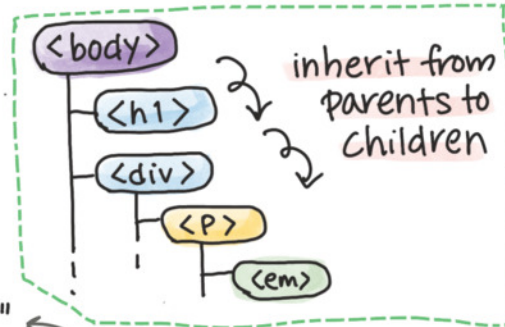 <body>
<h1>
<div>
<p>
<em>
inherit from
parents to
children
"